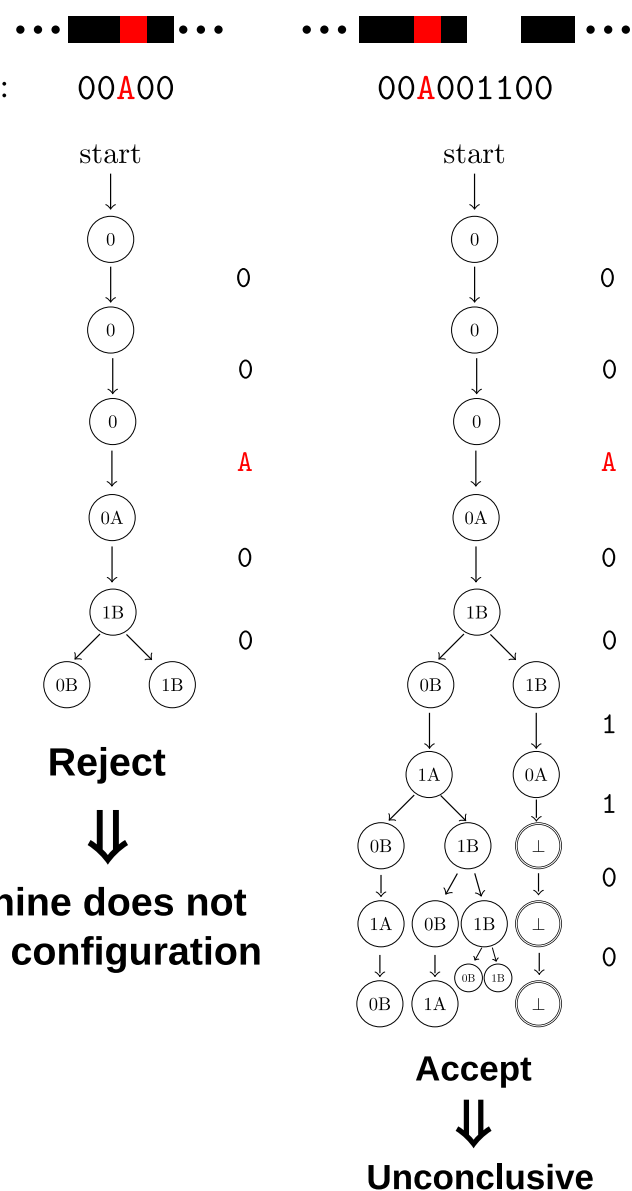 : 00A00
start
0
0
0
0
0
A
0A
0
1B
0
0B 1B
Reject
⇓
does not
configuration
00A001100
start
0
0
0
0
0
A
0A
0
1B
0
0B 1B
1
1A 0A
1
0B 1B ⊥
0
1A 0B 1B ⊥
0
0B 1B
0B 1A ⊥
Accept
⇓
Unconclusive